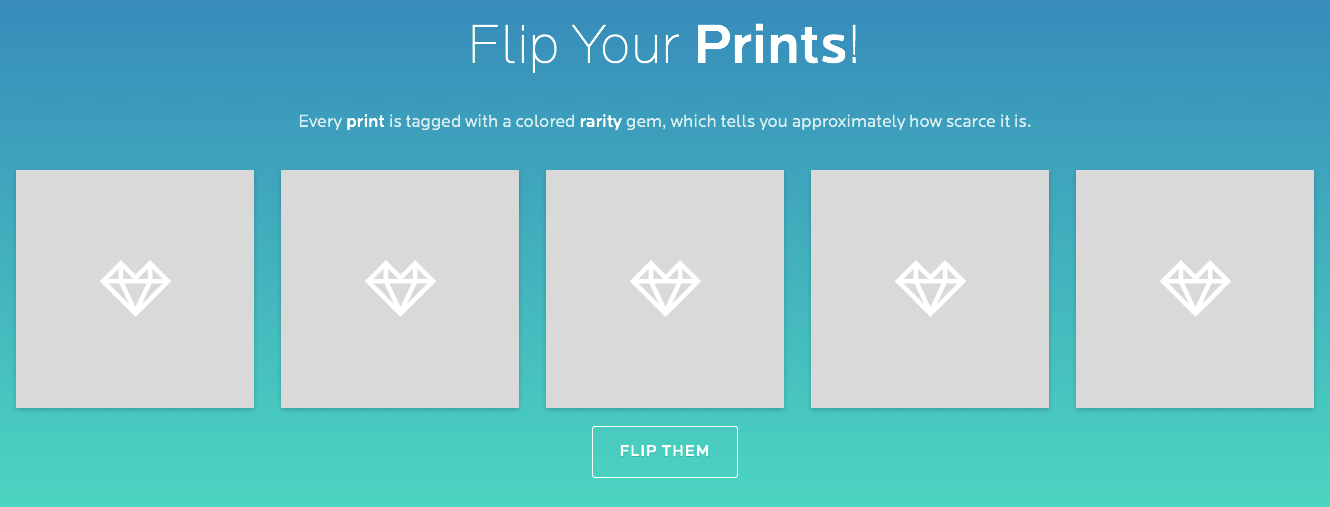 Flip Your Prints!
Every print is tagged with a colored rarity gem, which tells you approximately how scarce it is.
FLIP THEM